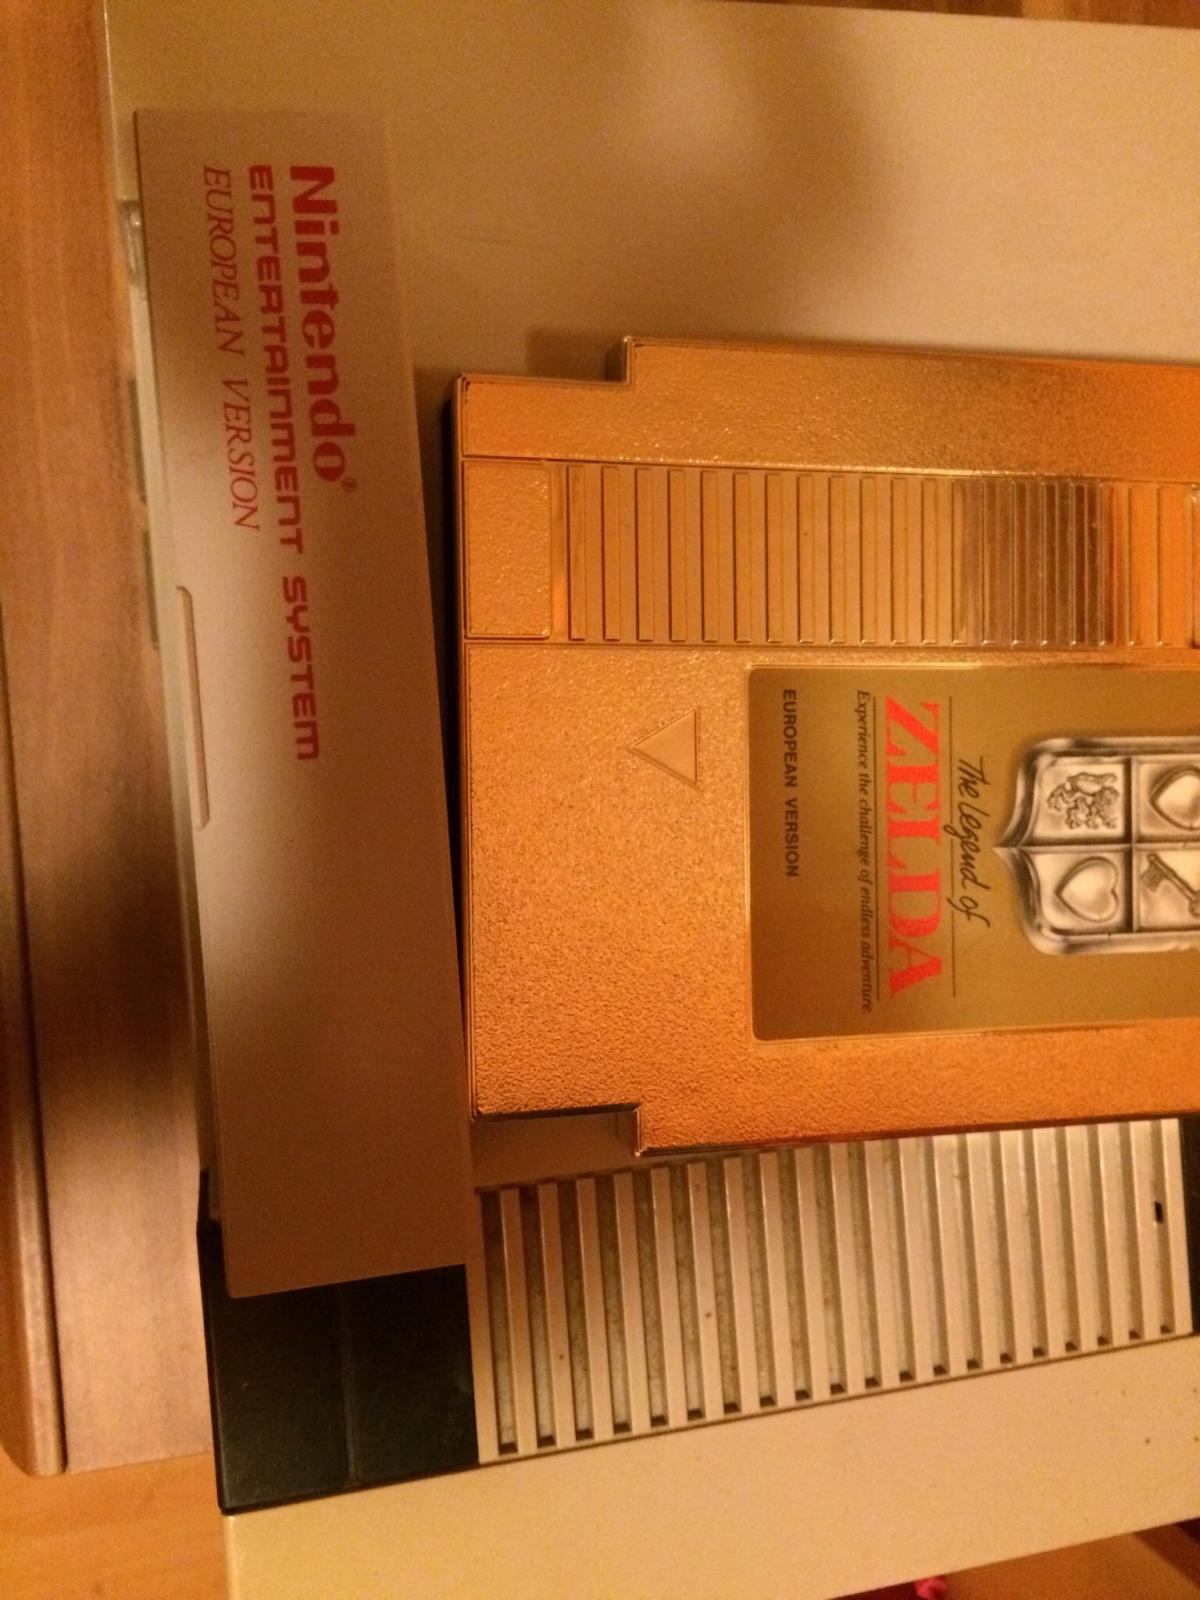 Nintendo®
ENTERTAINMENT SYSTEM
EUROPEAN VERSION
The Legend of
ZELDA
Experience the challenge of endless adventure.
EUROPEAN VERSION